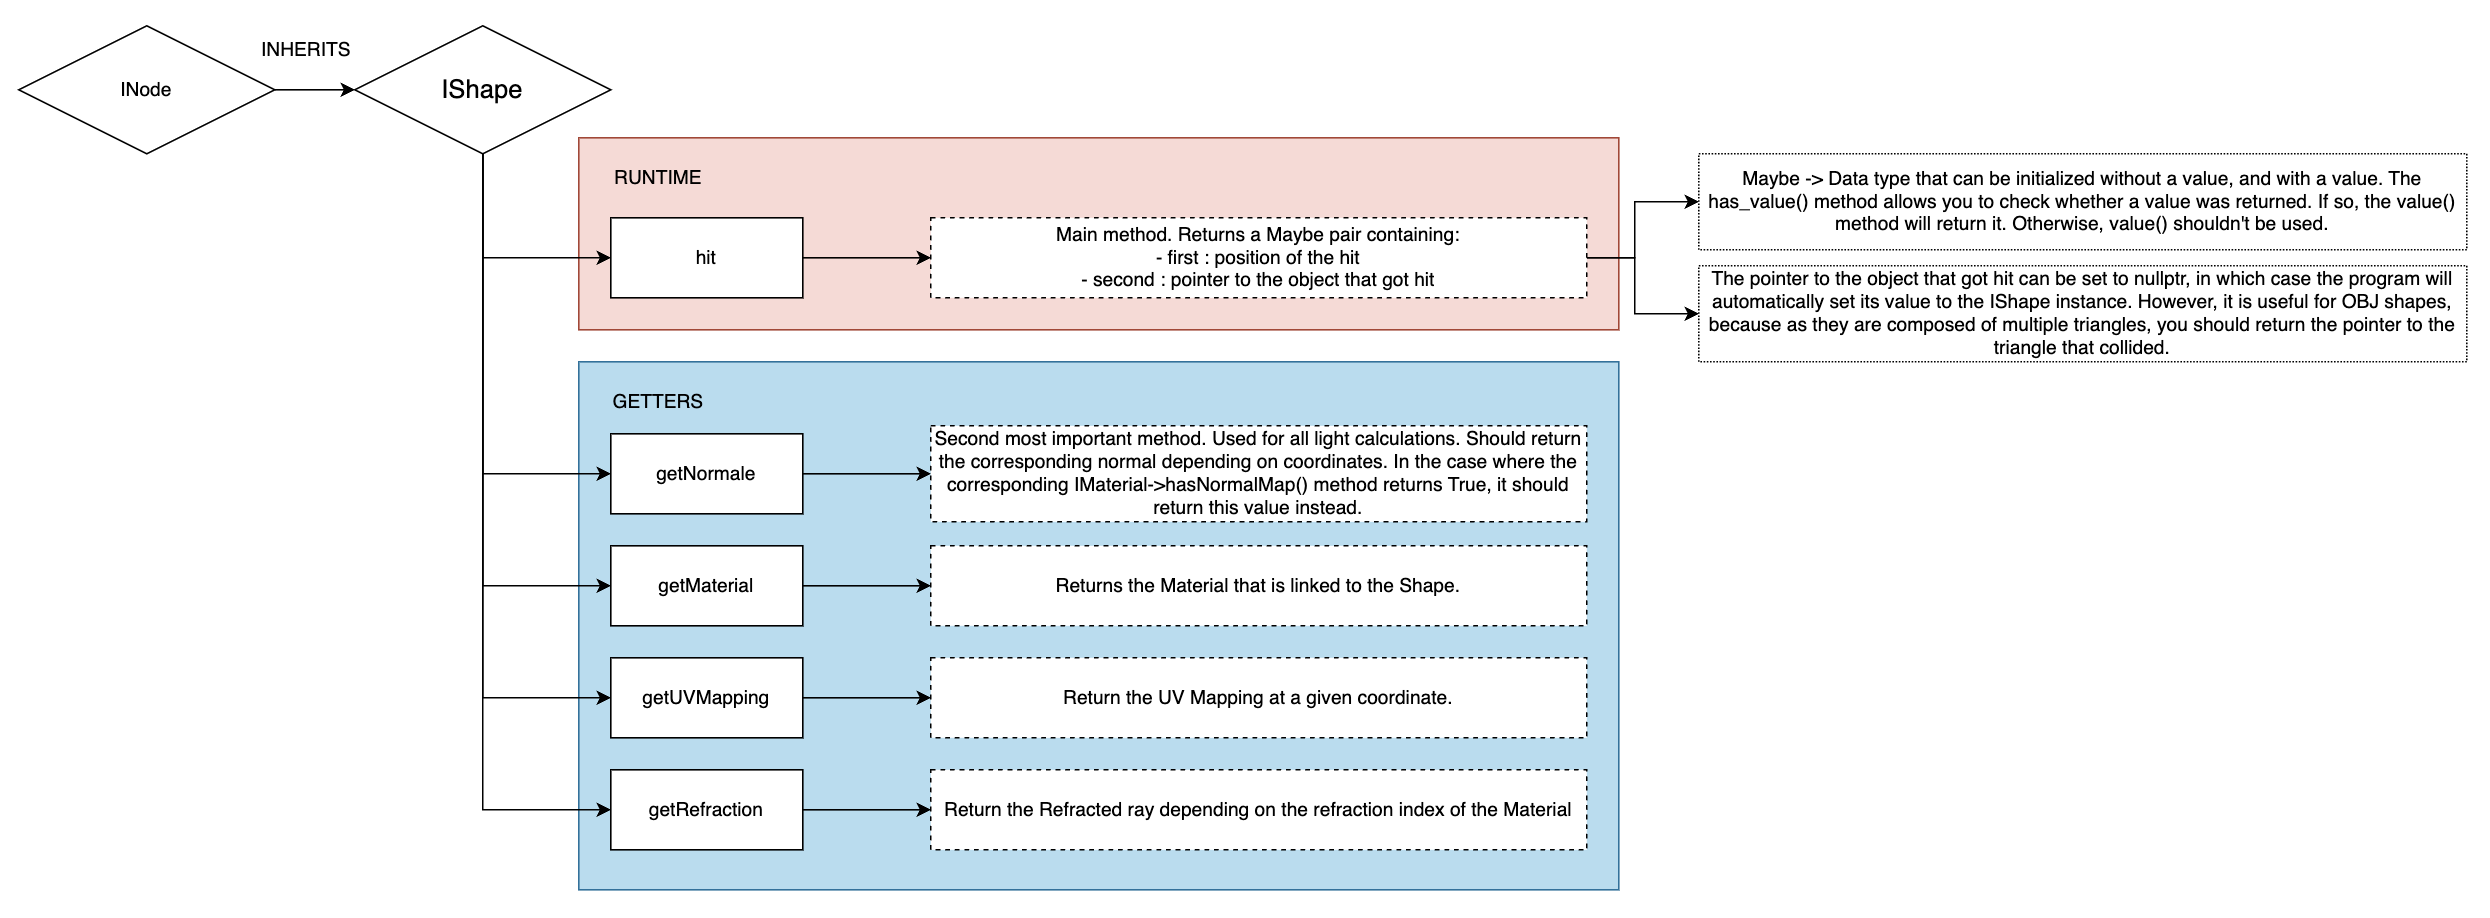 INode
INHERITS
IShape
RUNTIME
hit
Main method. Returns a Maybe pair containing:
- first : position of the hit
- second : pointer to the object that got hit
Maybe -> Data type that can be initialized without a value, and with a value. The
has_value() method allows you to check whether a value was returned. If so, the value()
method will return it. Otherwise, value() shouldn't be used.
The pointer to the object that got hit can be set to nullptr, in which case the program will
automatically set its value to the IShape instance. However, it is useful for OBJ shapes,
because as they are composed of multiple triangles, you should return the pointer to the
triangle that collided.
GETTERS
getNormale
Second most important method. Used for all light calculations. Should return
the corresponding normal depending on coordinates. In the case where the
corresponding IMaterial->hasNormalMap() method returns True, it should
return this value instead.
getMaterial
Returns the Material that is linked to the Shape.
getUVMapping
Return the UV Mapping at a given coordinate.
getRefraction
Return the Refracted ray depending on the refraction index of the Material